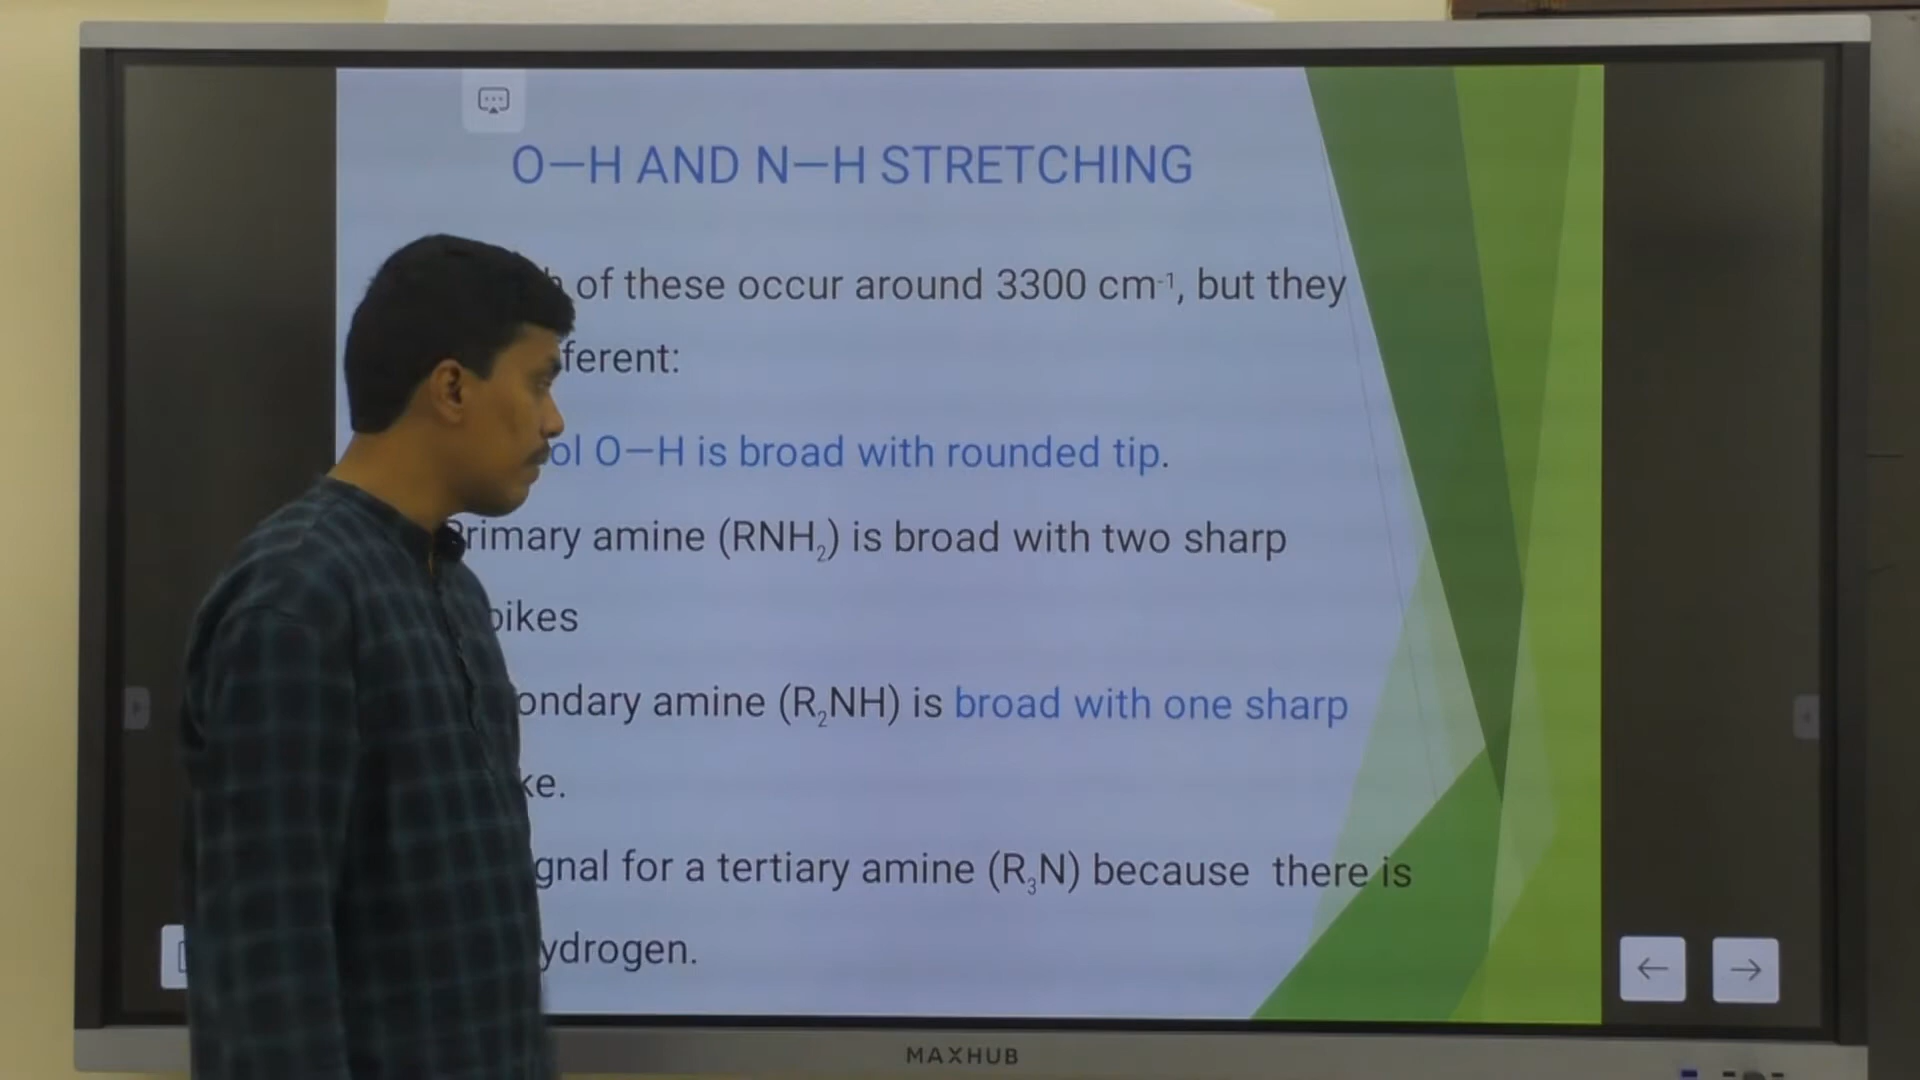 O—H AND N—H STRETCHING
of these occur around 3300 cm-1, but they
ferent:
ol O—H is broad with rounded tip.
Primary amine (RNH2) is broad with two sharp
pikes
ondary amine (R2NH) is broad with one sharp
ke.
gnal for a tertiary amine (R3N) because there is
ydrogen.
MAXHUB